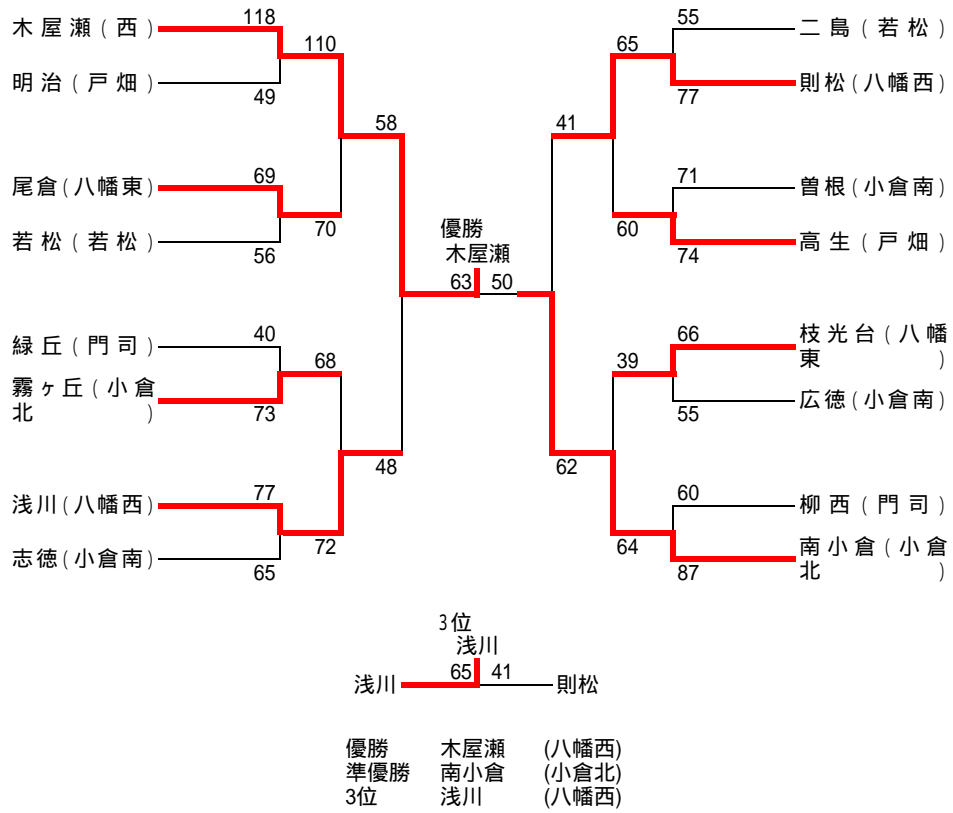 木屋瀬(西)
118
明治(戸畑)
49
110
尾倉(八幡東)
69
若松(若松)
56
70
58
緑丘(門司)
40
霧ヶ丘(小倉
北)
73
68
浅川(八幡西)
77
志徳(小倉南)
65
72
48
優勝
木屋瀬
63 50
55
二島(若松)
65
77
則松(八幡西)
41
71
曽根(小倉南)
60
74
高生(戸畑)
66
枝光台(八幡
東)
39
55
広徳(小倉南)
62
60
柳西(門司)
64
87
南小倉(小倉
北)
3位
浅川
浅川 65 41 則松
優勝 木屋瀬 (八幡西)
準優勝 南小倉 (小倉北)
3位 浅川 (八幡西)